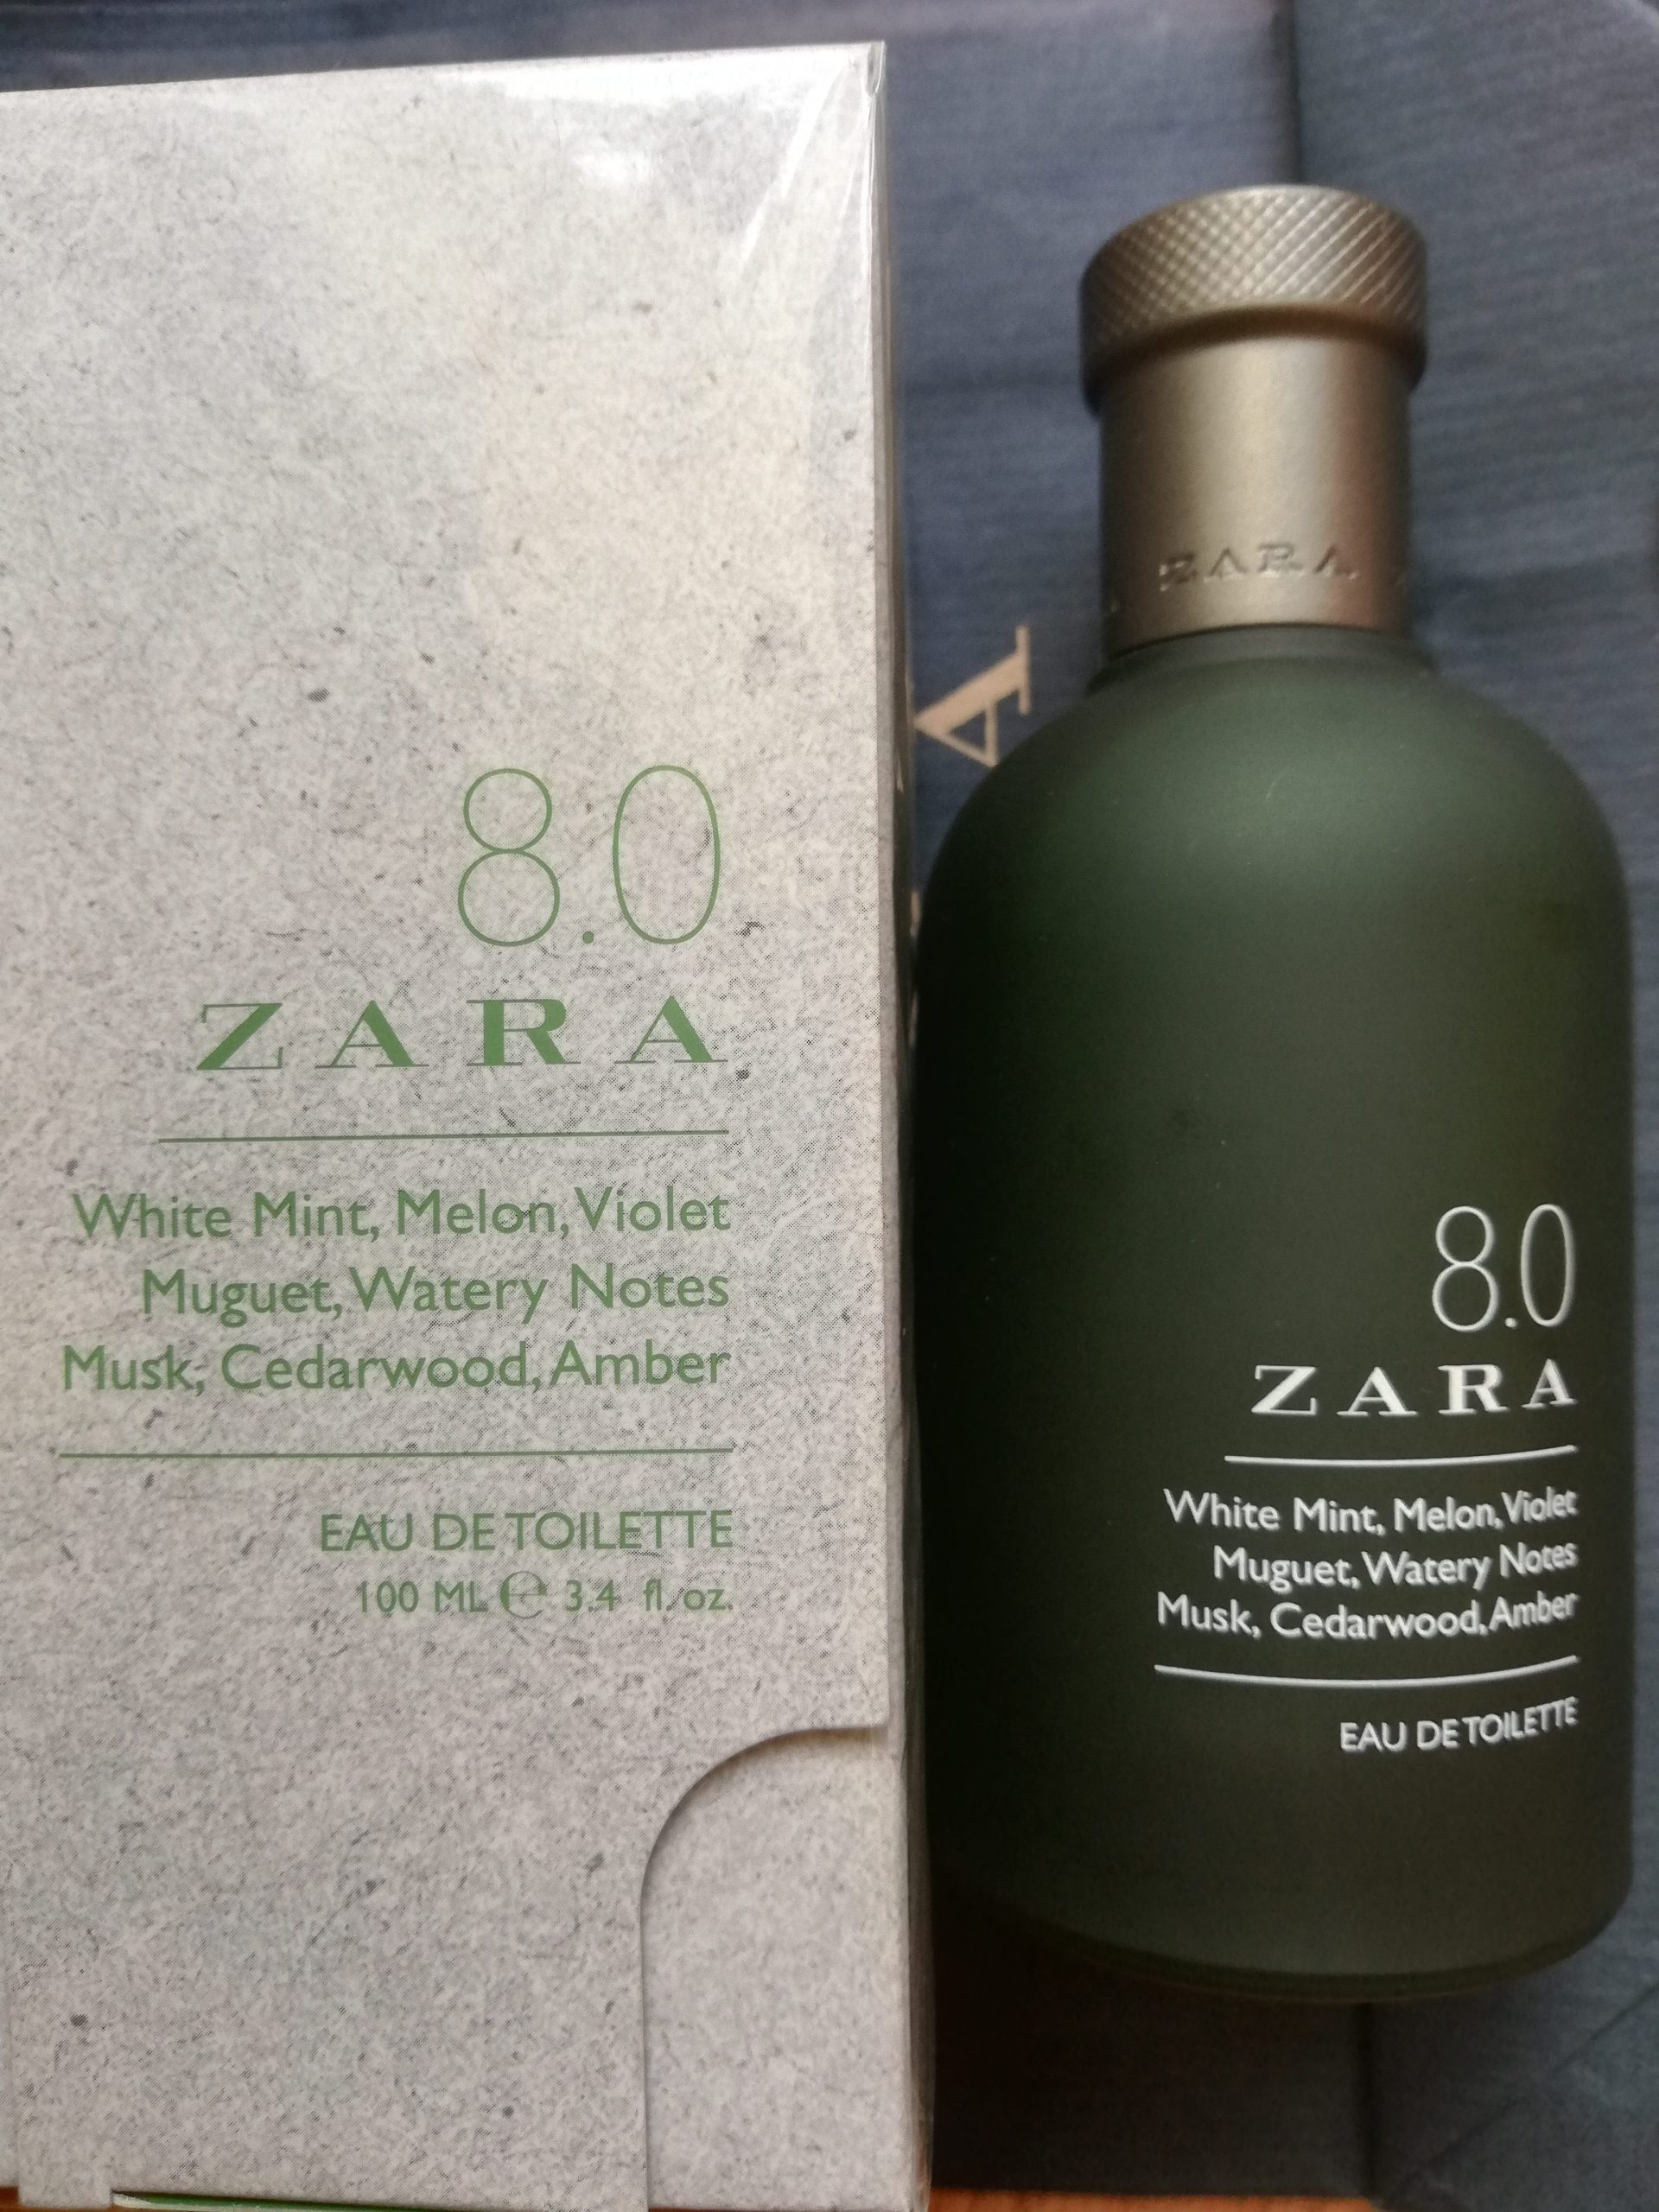 8.0
ZARA
White Mint, Melon, Violet
Muguet, Watery Notes
Musk, Cedarwood, Amber
EAU DE TOILETTE
100 ML ℮ 3.4 fl. oz.
ZARA
A
8.0
ZARA
White Mint, Melon, Violet
Muguet, Watery Notes
Musk, Cedarwood, Amber
EAU DE TOILETTE